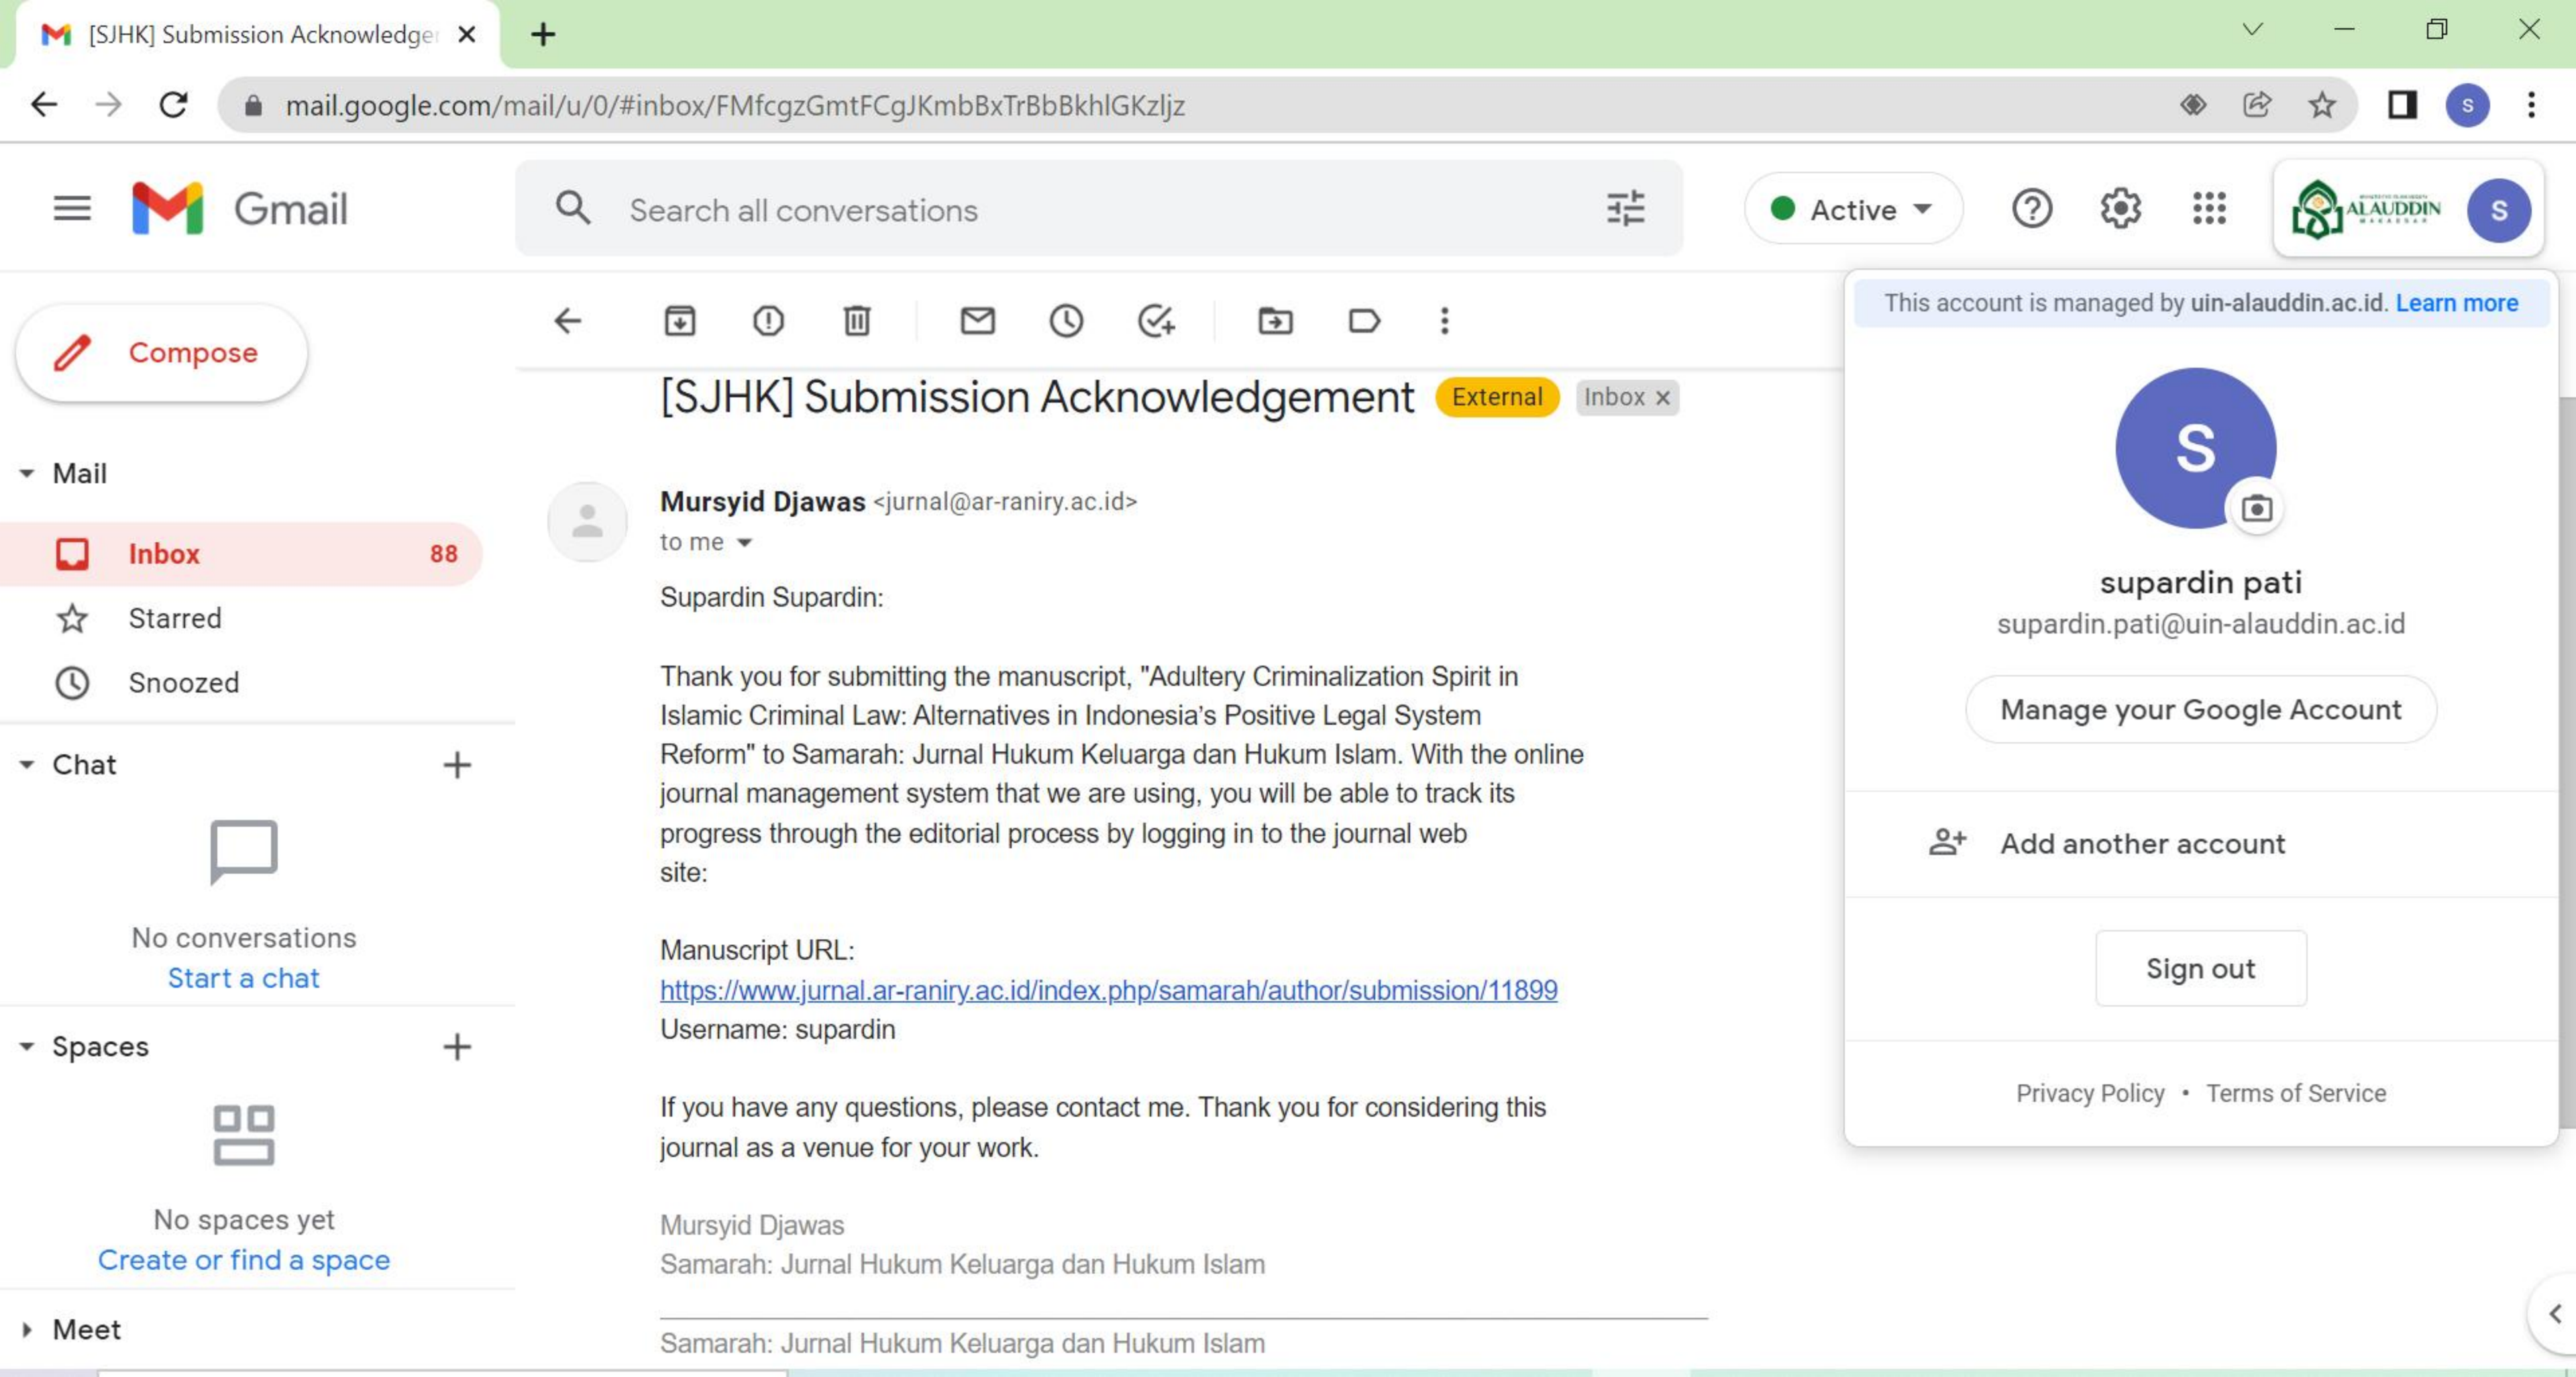 [SJHK] Submission Acknowledge
mail.google.com/mail/u/0/#inbox/FMfcgzGmtFCgJKmbBxTrBbBkhlGKzljz
S
Gmail
Search all conversations
Active
ALAUDDIN
MAKASSAR
S
Compose
This account is managed by uin-alauddin.ac.id. Learn more
[SJHK] Submission Acknowledgement External Inbox ×
S
Mail
Mursyid Djawas <jurnal@ar-raniry.ac.id>
to me
Inbox 88
supardin pati
supardin.pati@uin-alauddin.ac.id
Supardin Supardin:
Starred
Snoozed
Thank you for submitting the manuscript, "Adultery Criminalization Spirit in
Islamic Criminal Law: Alternatives in Indonesia's Positive Legal System
Reform" to Samarah: Jurnal Hukum Keluarga dan Hukum Islam. With the online
journal management system that we are using, you will be able to track its
progress through the editorial process by logging in to the journal web
site:
Manage your Google Account
Chat
Add another account
No conversations
Start a chat
Manuscript URL:
https://www.jurnal.ar-raniry.ac.id/index.php/samarah/author/submission/11899
Username: supardin
Sign out
Spaces
If you have any questions, please contact me. Thank you for considering this
journal as a venue for your work.
Privacy Policy • Terms of Service
No spaces yet
Create or find a space
Mursyid Djawas
Samarah: Jurnal Hukum Keluarga dan Hukum Islam
Meet
Samarah: Jurnal Hukum Keluarga dan Hukum Islam